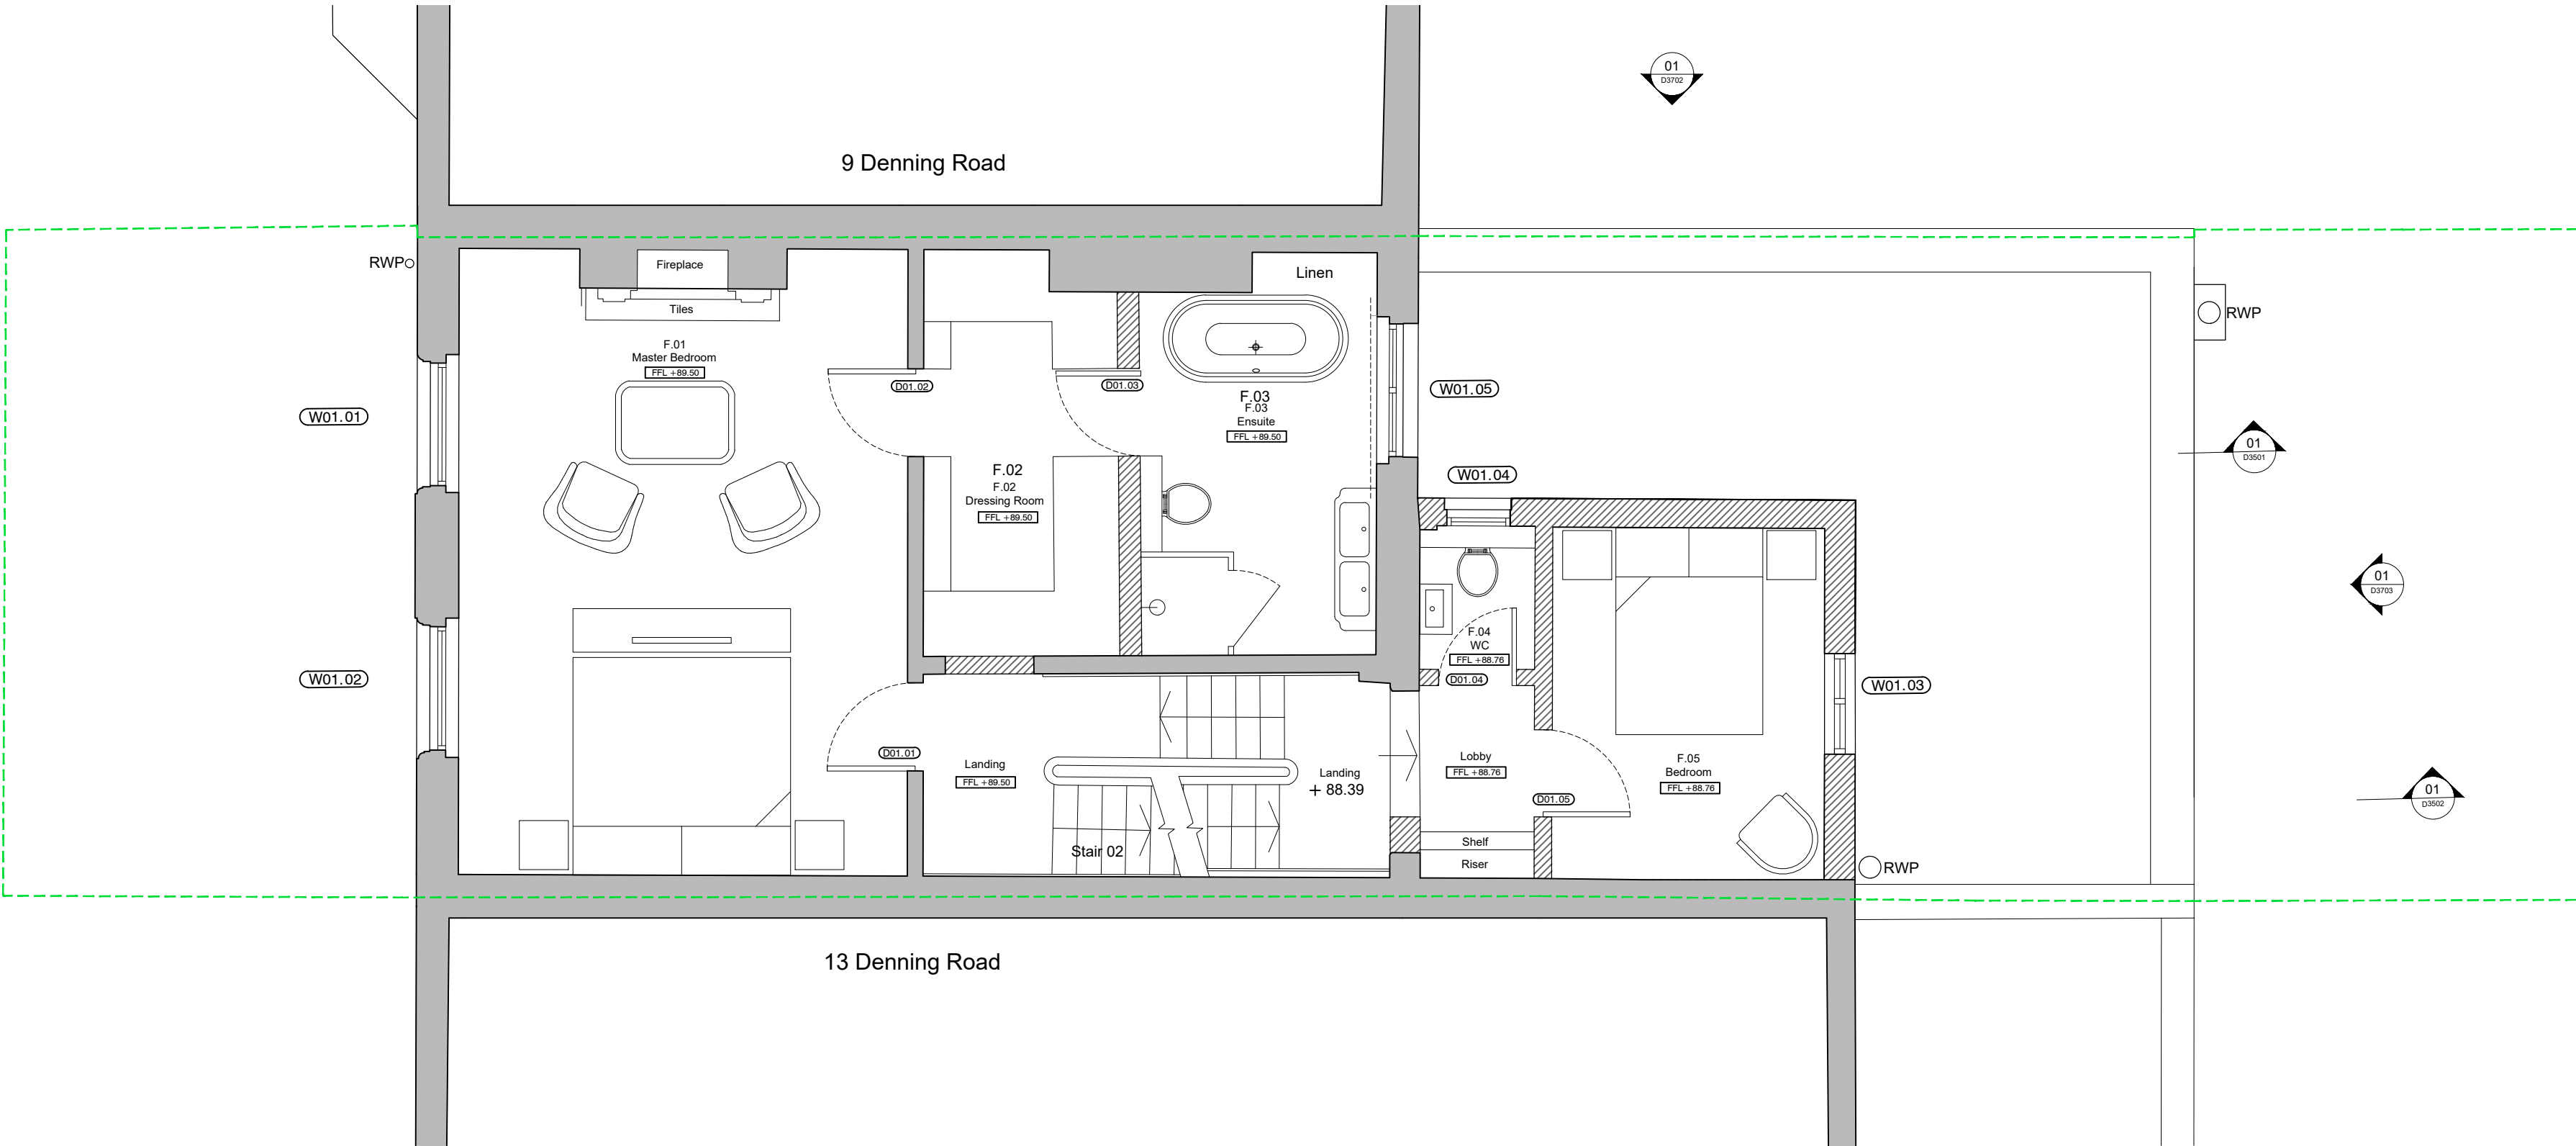 01
D3702
9 Denning Road
RWP
Fireplace
Linen
Tiles
RWP
F.01
Master Bedroom
FFL +89.50
D01.02
D01.03
W01.05
F.03
F.03
Ensuite
FFL +89.50
W01.01
01
D3501
W01.04
F.02
F.02
Dressing Room
FFL +89.50
01
D3703
F.04
WC
FFL +88.76
D01.04
W01.02
W01.03
D01.01
Landing
FFL +89.50
Landing
+ 88.39
Lobby
FFL +88.76
F.05
Bedroom
FFL +88.76
D01.05
01
D3502
Stair 02
Shelf
Riser
RWP
13 Denning Road